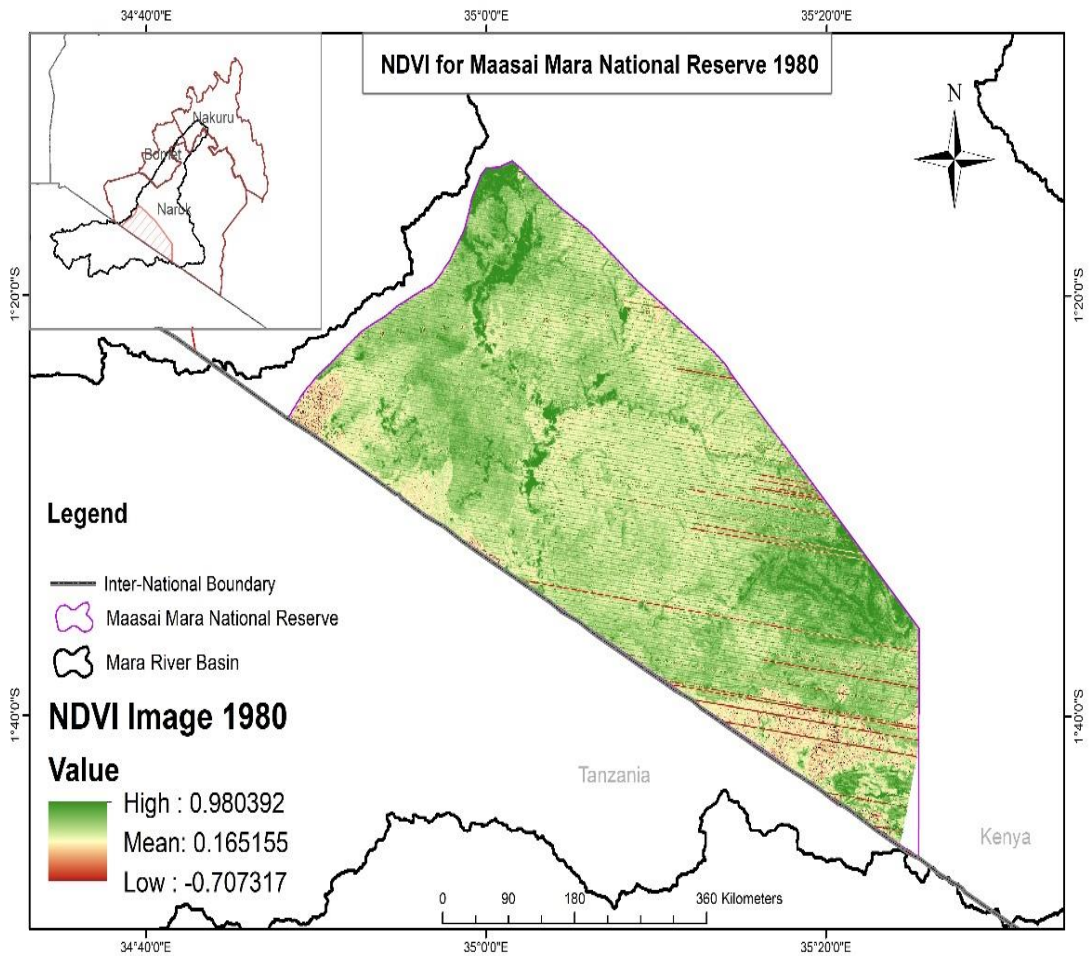 34°40'0"E
35°0'0"E
35°20'0"E
NDVI for Maasai Mara National Reserve 1980
Nakuru
Bomet
Narok
N
1°20'0"S
1°20'0"S
Legend
Inter-National Boundary
Maasai Mara National Reserve
Mara River Basin
NDVI Image 1980
Value
High : 0.980392
Mean: 0.165155
Low : -0.707317
1°40'0"S
1°40'0"S
Tanzania
Kenya
0 90 180 360 Kilometers
34°40'0"E
35°0'0"E
35°20'0"E